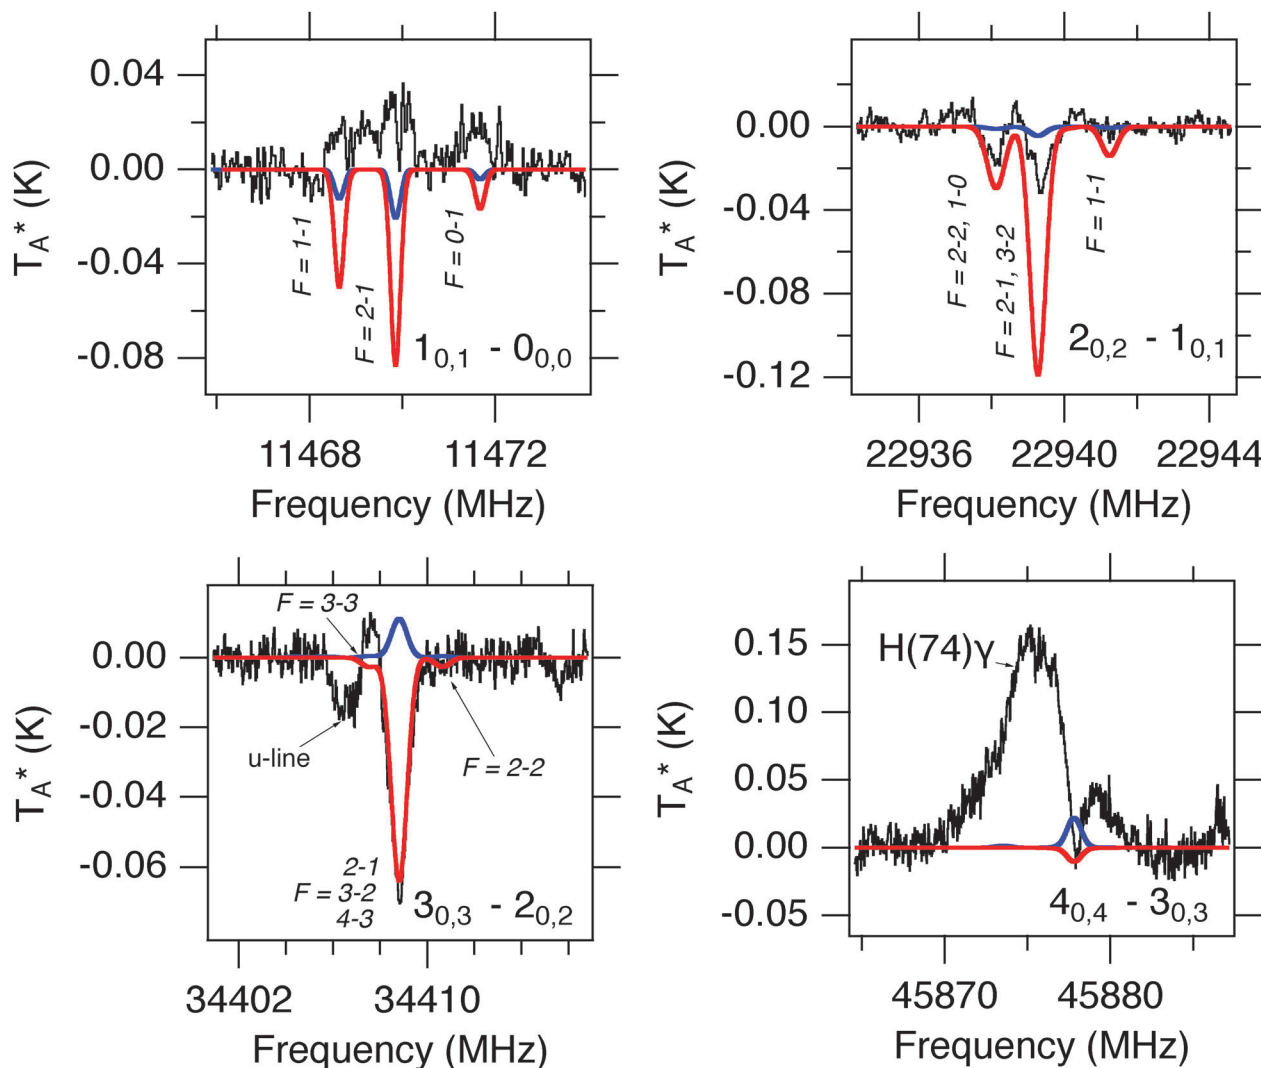 0.04
0.00
-0.04
-0.08
T_A* (K)
F = 1-1
F = 2-1
F = 0-1
1_{0,1} - 0_{0,0}
11468 11472
Frequency (MHz)
0.00
-0.04
-0.08
-0.12
T_A* (K)
F = 2-2, 1-0
F = 2-1, 3-2
F = 1-1
2_{0,2} - 1_{0,1}
22936 22940 22944
Frequency (MHz)
0.00
-0.02
-0.04
-0.06
T_A* (K)
F = 3-3
u-line
F = 2-2
2-1
F = 3-2
4-3
3_{0,3} - 2_{0,2}
34402 34410
Frequency (MHz)
0.15
0.10
0.05
0.00
-0.05
T_A* (K)
H(74)γ
4_{0,4} - 3_{0,3}
45870 45880
Frequency (MHz)